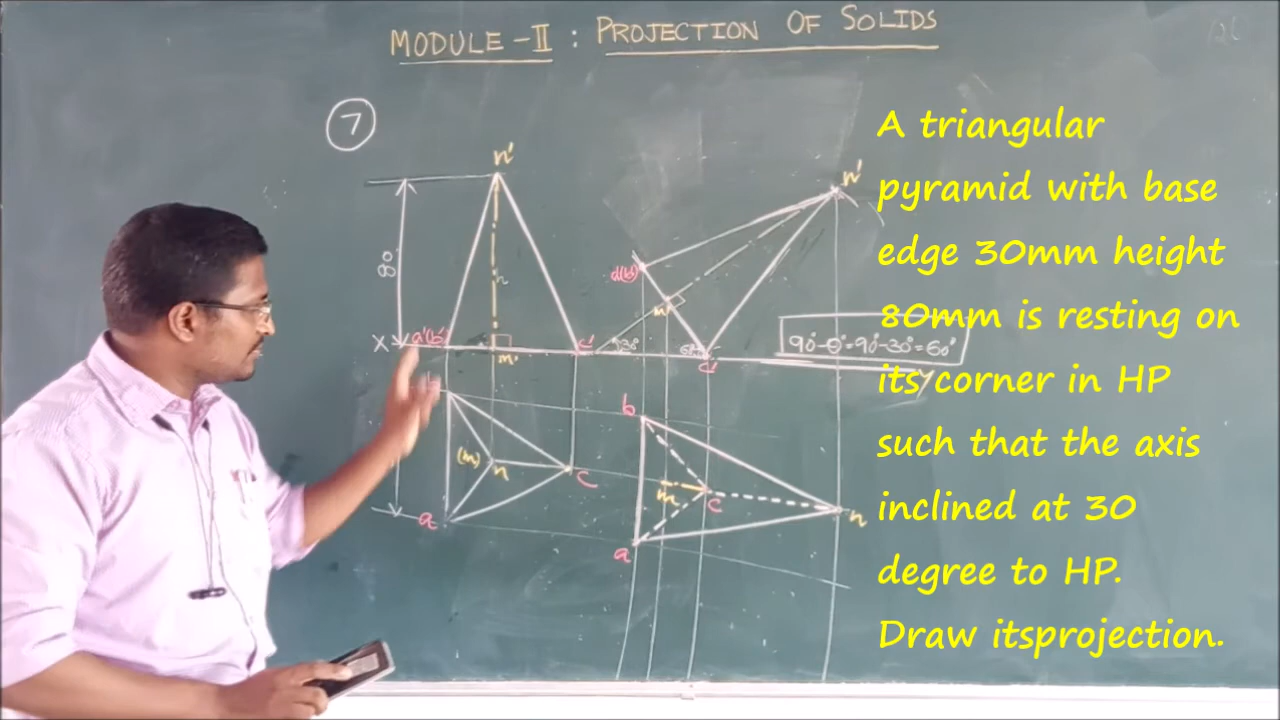 MODULE-II : PROJECTION OF SOLIDS
7
n'
n'
80
a'(b')
n
d(b')
m'
X
a'(b')
m'
c'
30°
60°
c'
90°-θ°=90°-30°=60°
Y
b
b
(m)
n
c
m
c
n
a
a
A triangular
pyramid with base
edge 30mm height
80mm is resting on
its corner in HP
such that the axis
inclined at 30
degree to HP.
Draw itsprojection.